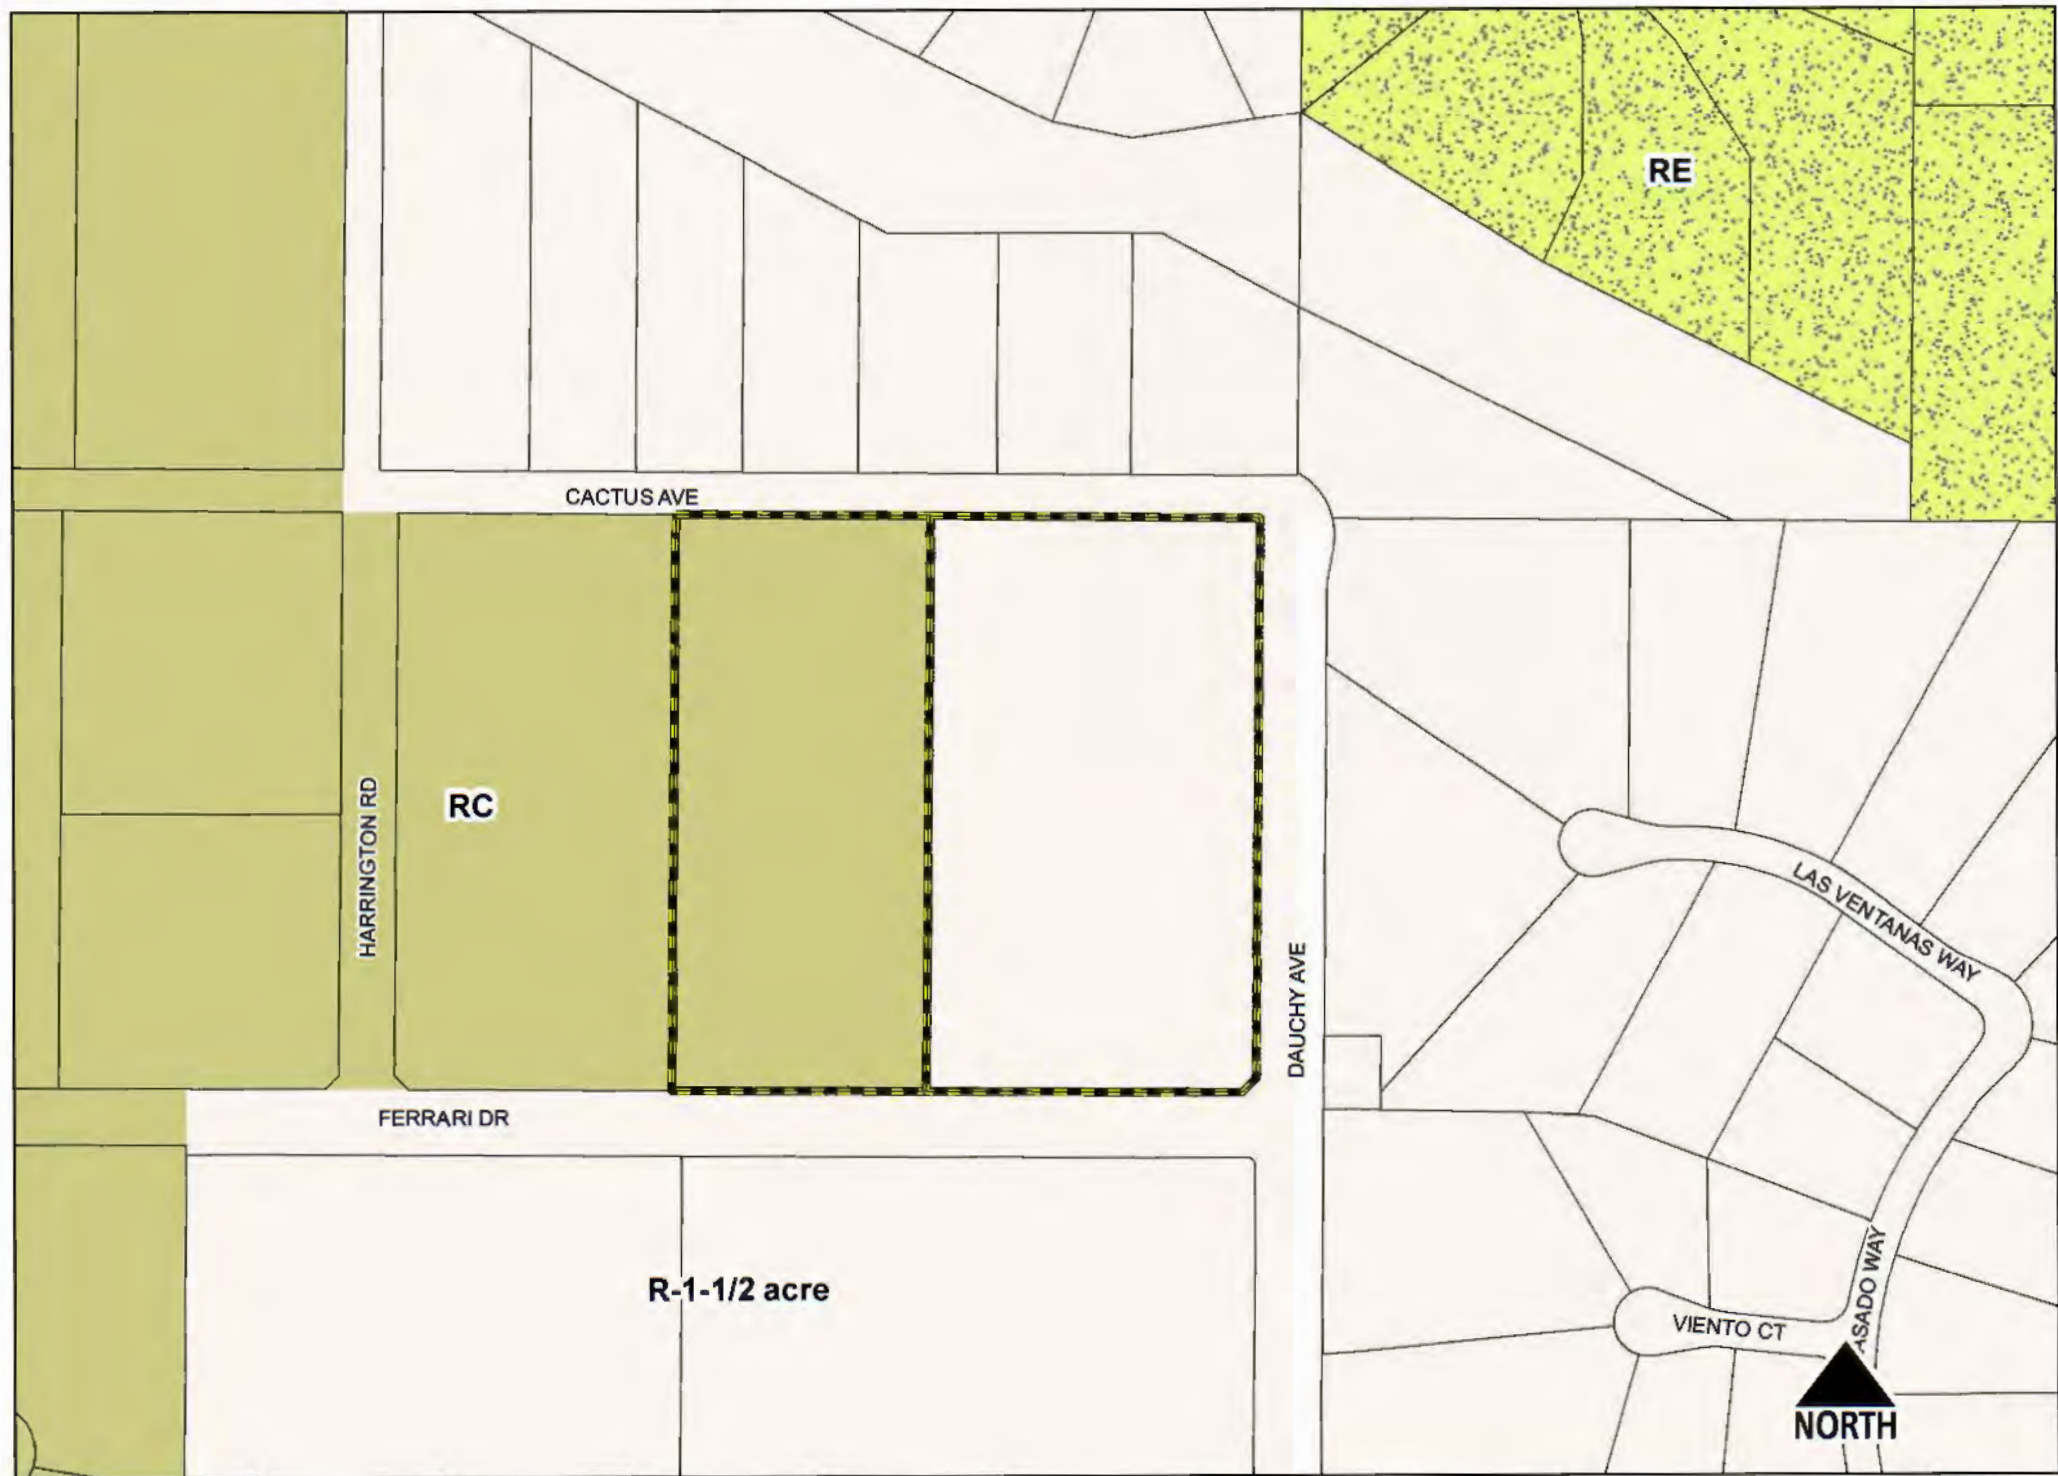 RE
CACTUS AVE
RC
HARRINGTON RD
LAS VENTANAS WAY
DAUCHY AVE
FERRARI DR
R-1-1/2 acre
ASADO WAY
VIENTO CT
NORTH